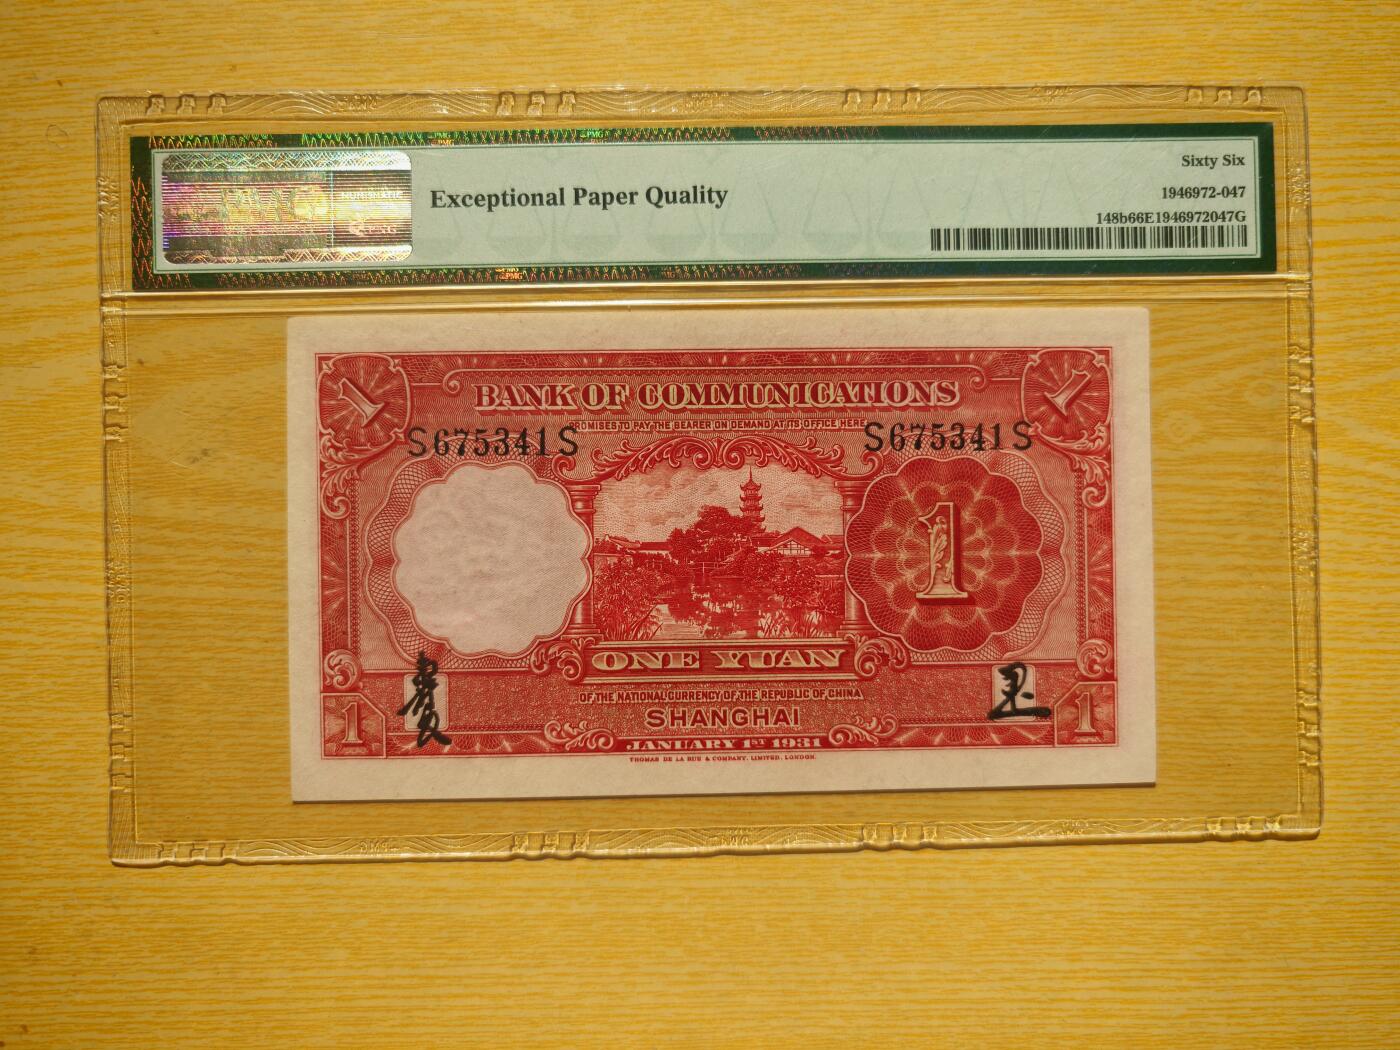 Sixty Six
Exceptional Paper Quality
1946972-047
148b66E1946972047G
1 BANK OF COMMUNICATIONS 1
PROMISES TO PAY THE BEARER ON DEMAND AT ITS OFFICE HERE
S675341S S675341S
1
ONE YUAN
OF THE NATIONAL CURRENCY OF THE REPUBLIC OF CHINA
1 SHANGHAI 1
JANUARY 1ST 1931
THOMAS DE LA RUE & COMPANY, LIMITED, LONDON.